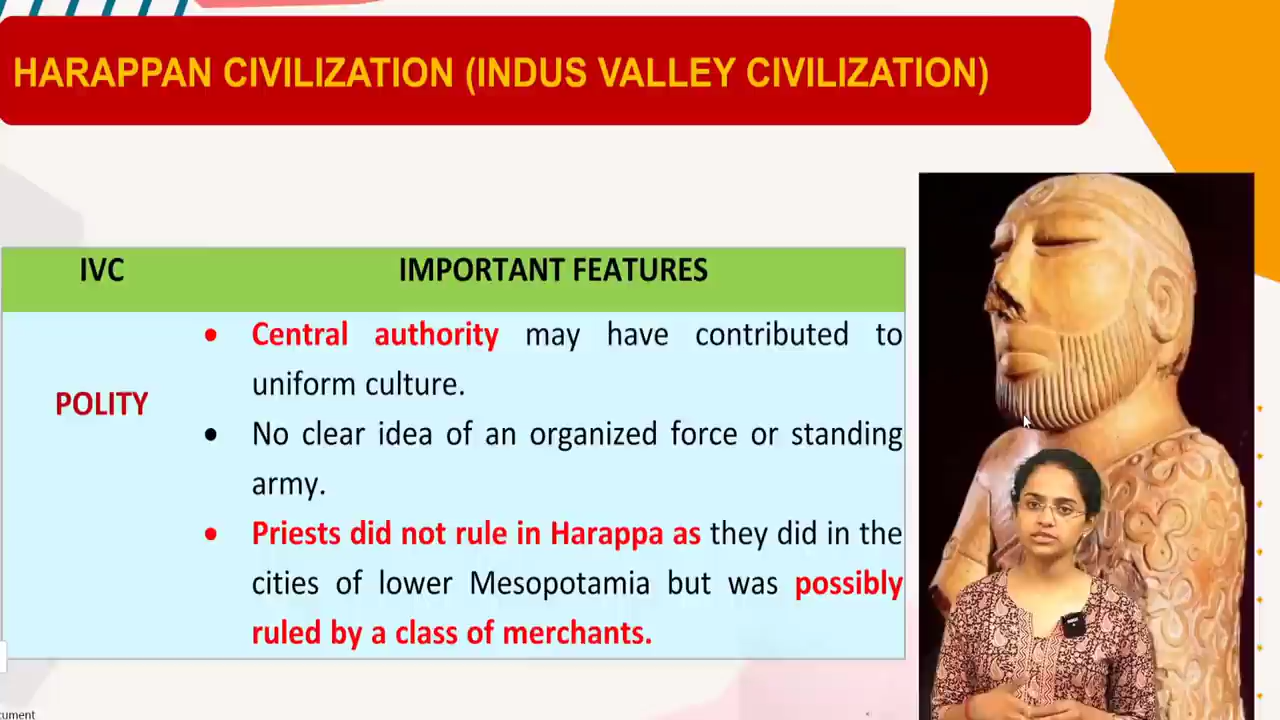 HARAPPAN CIVILIZATION (INDUS VALLEY CIVILIZATION)
IVC IMPORTANT FEATURES
POLITY
• Central authority may have contributed to
uniform culture.
• No clear idea of an organized force or standing
army.
• Priests did not rule in Harappa as they did in the
cities of lower Mesopotamia but was possibly
ruled by a class of merchants.
cument